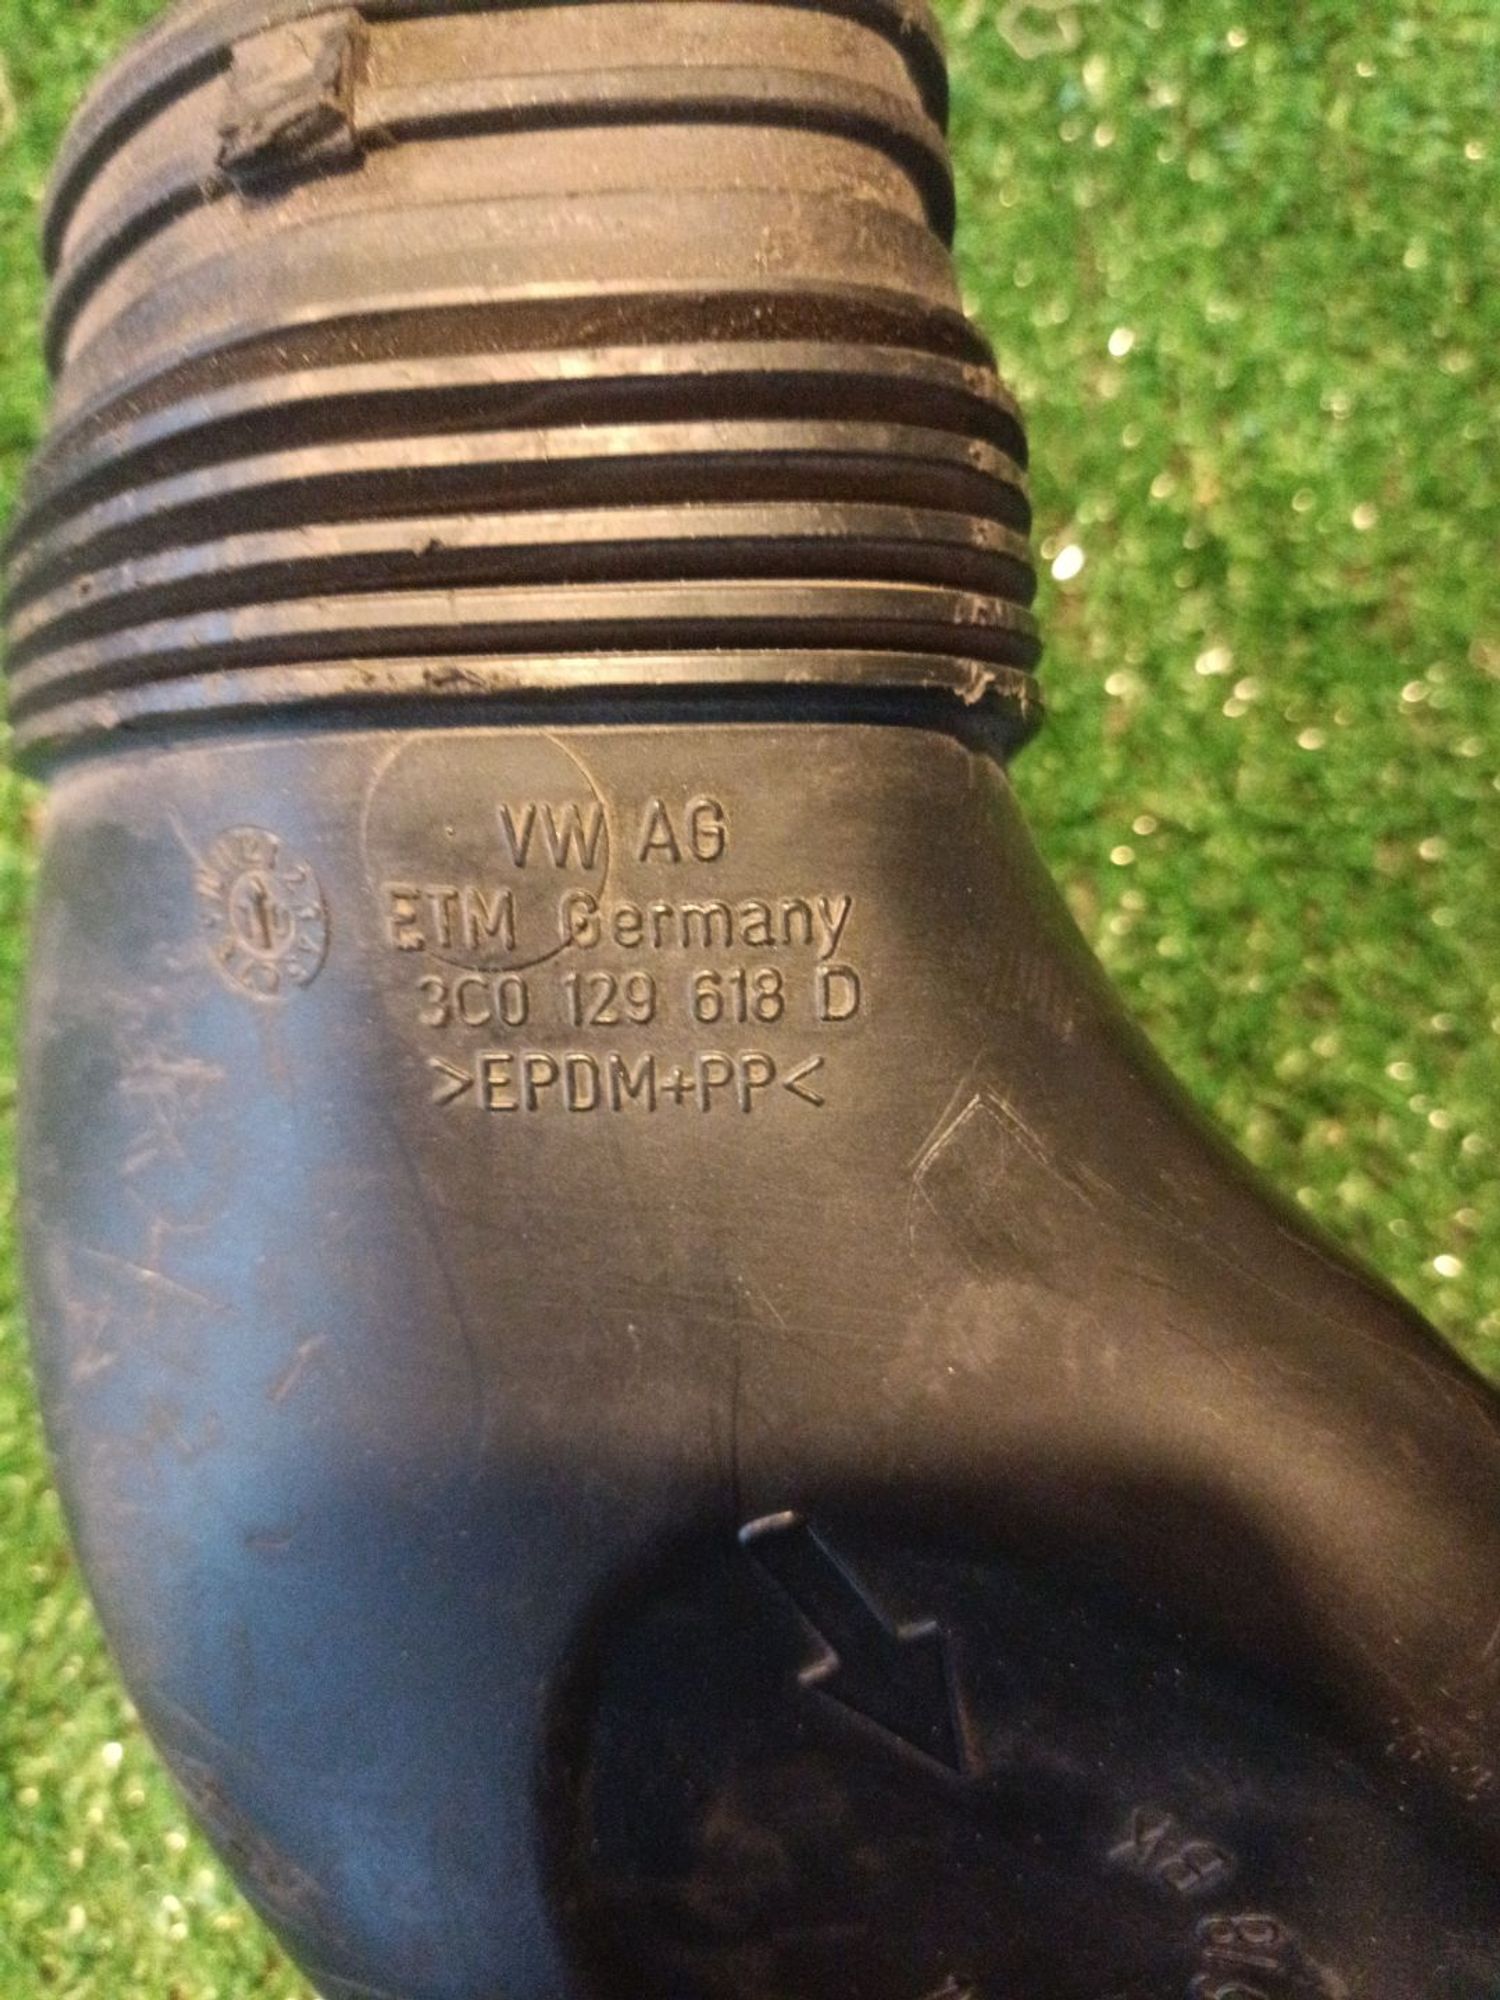 VW AG
ETM Germany
3C0 129 618 D
>EPDM+PP<